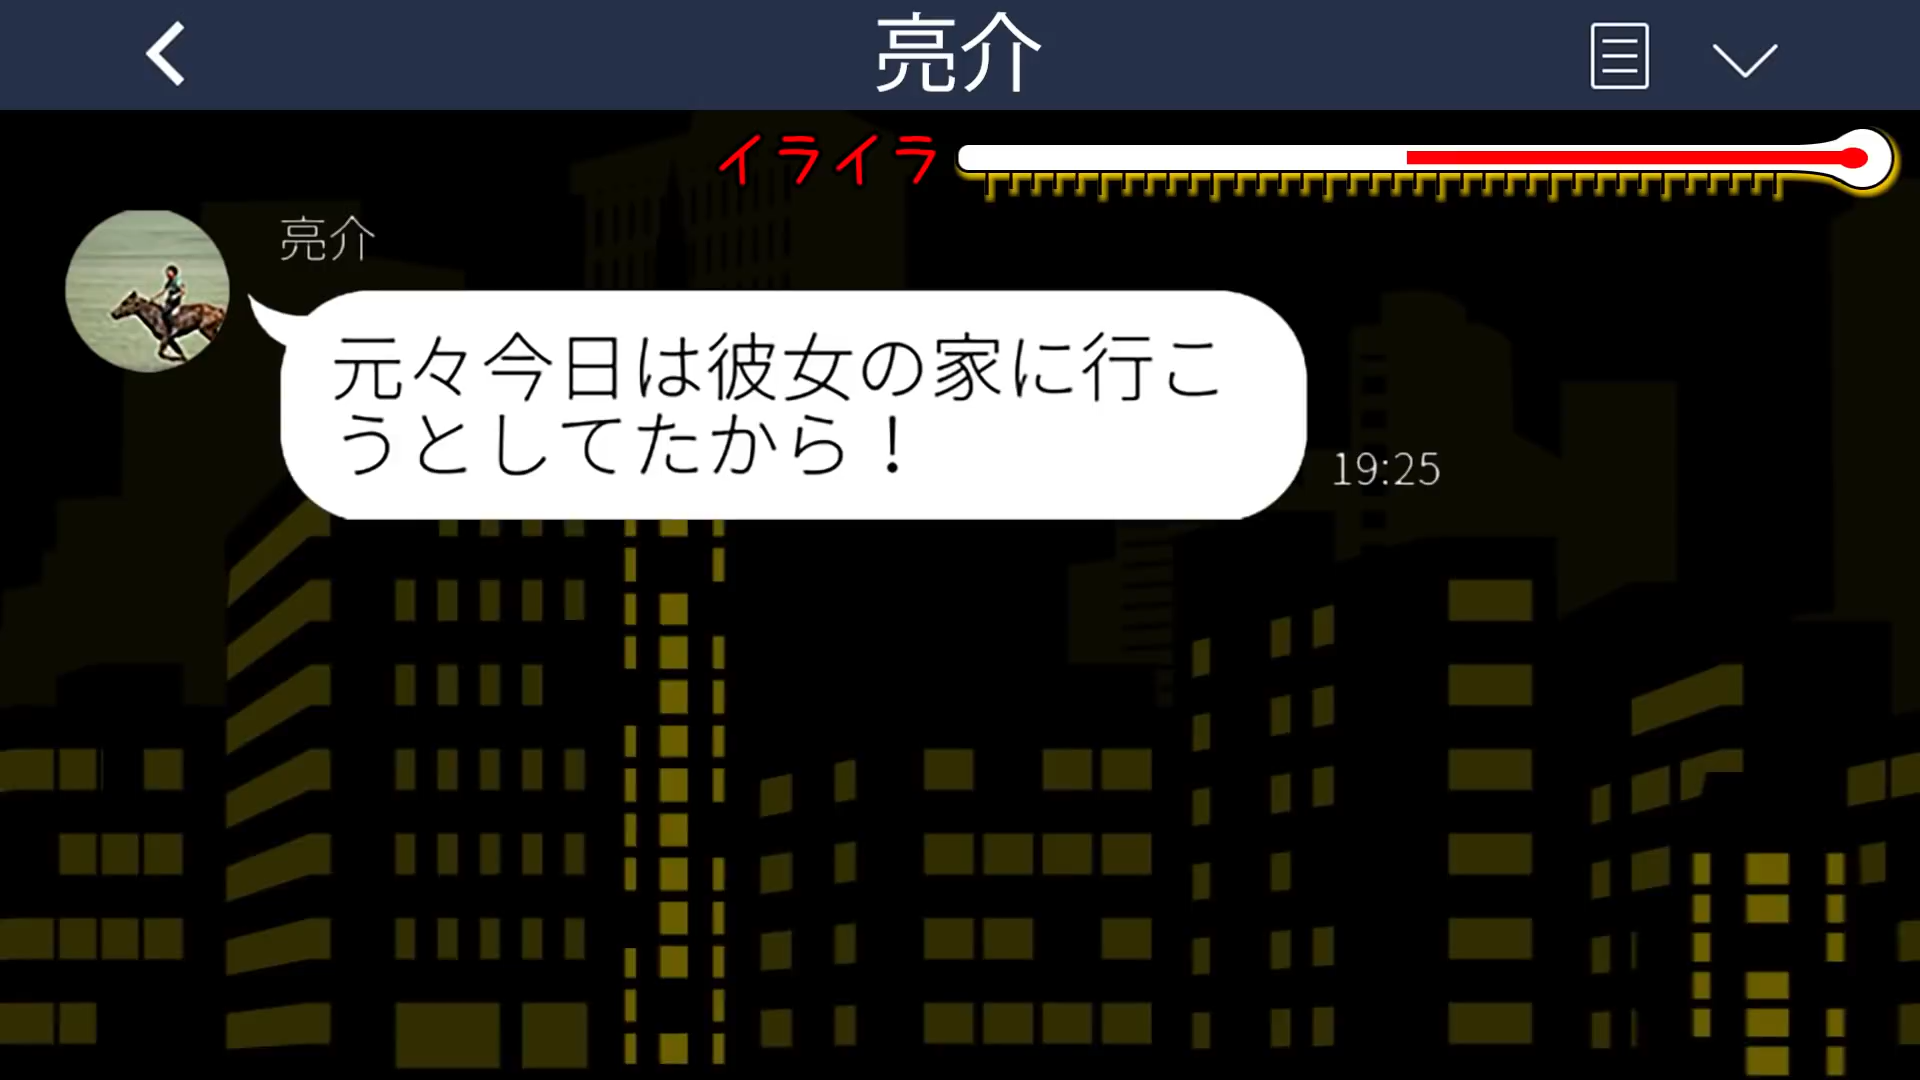 亮介
イライラ
亮介
元々今日は彼女の家に行こ
うとしてたから！
19:25